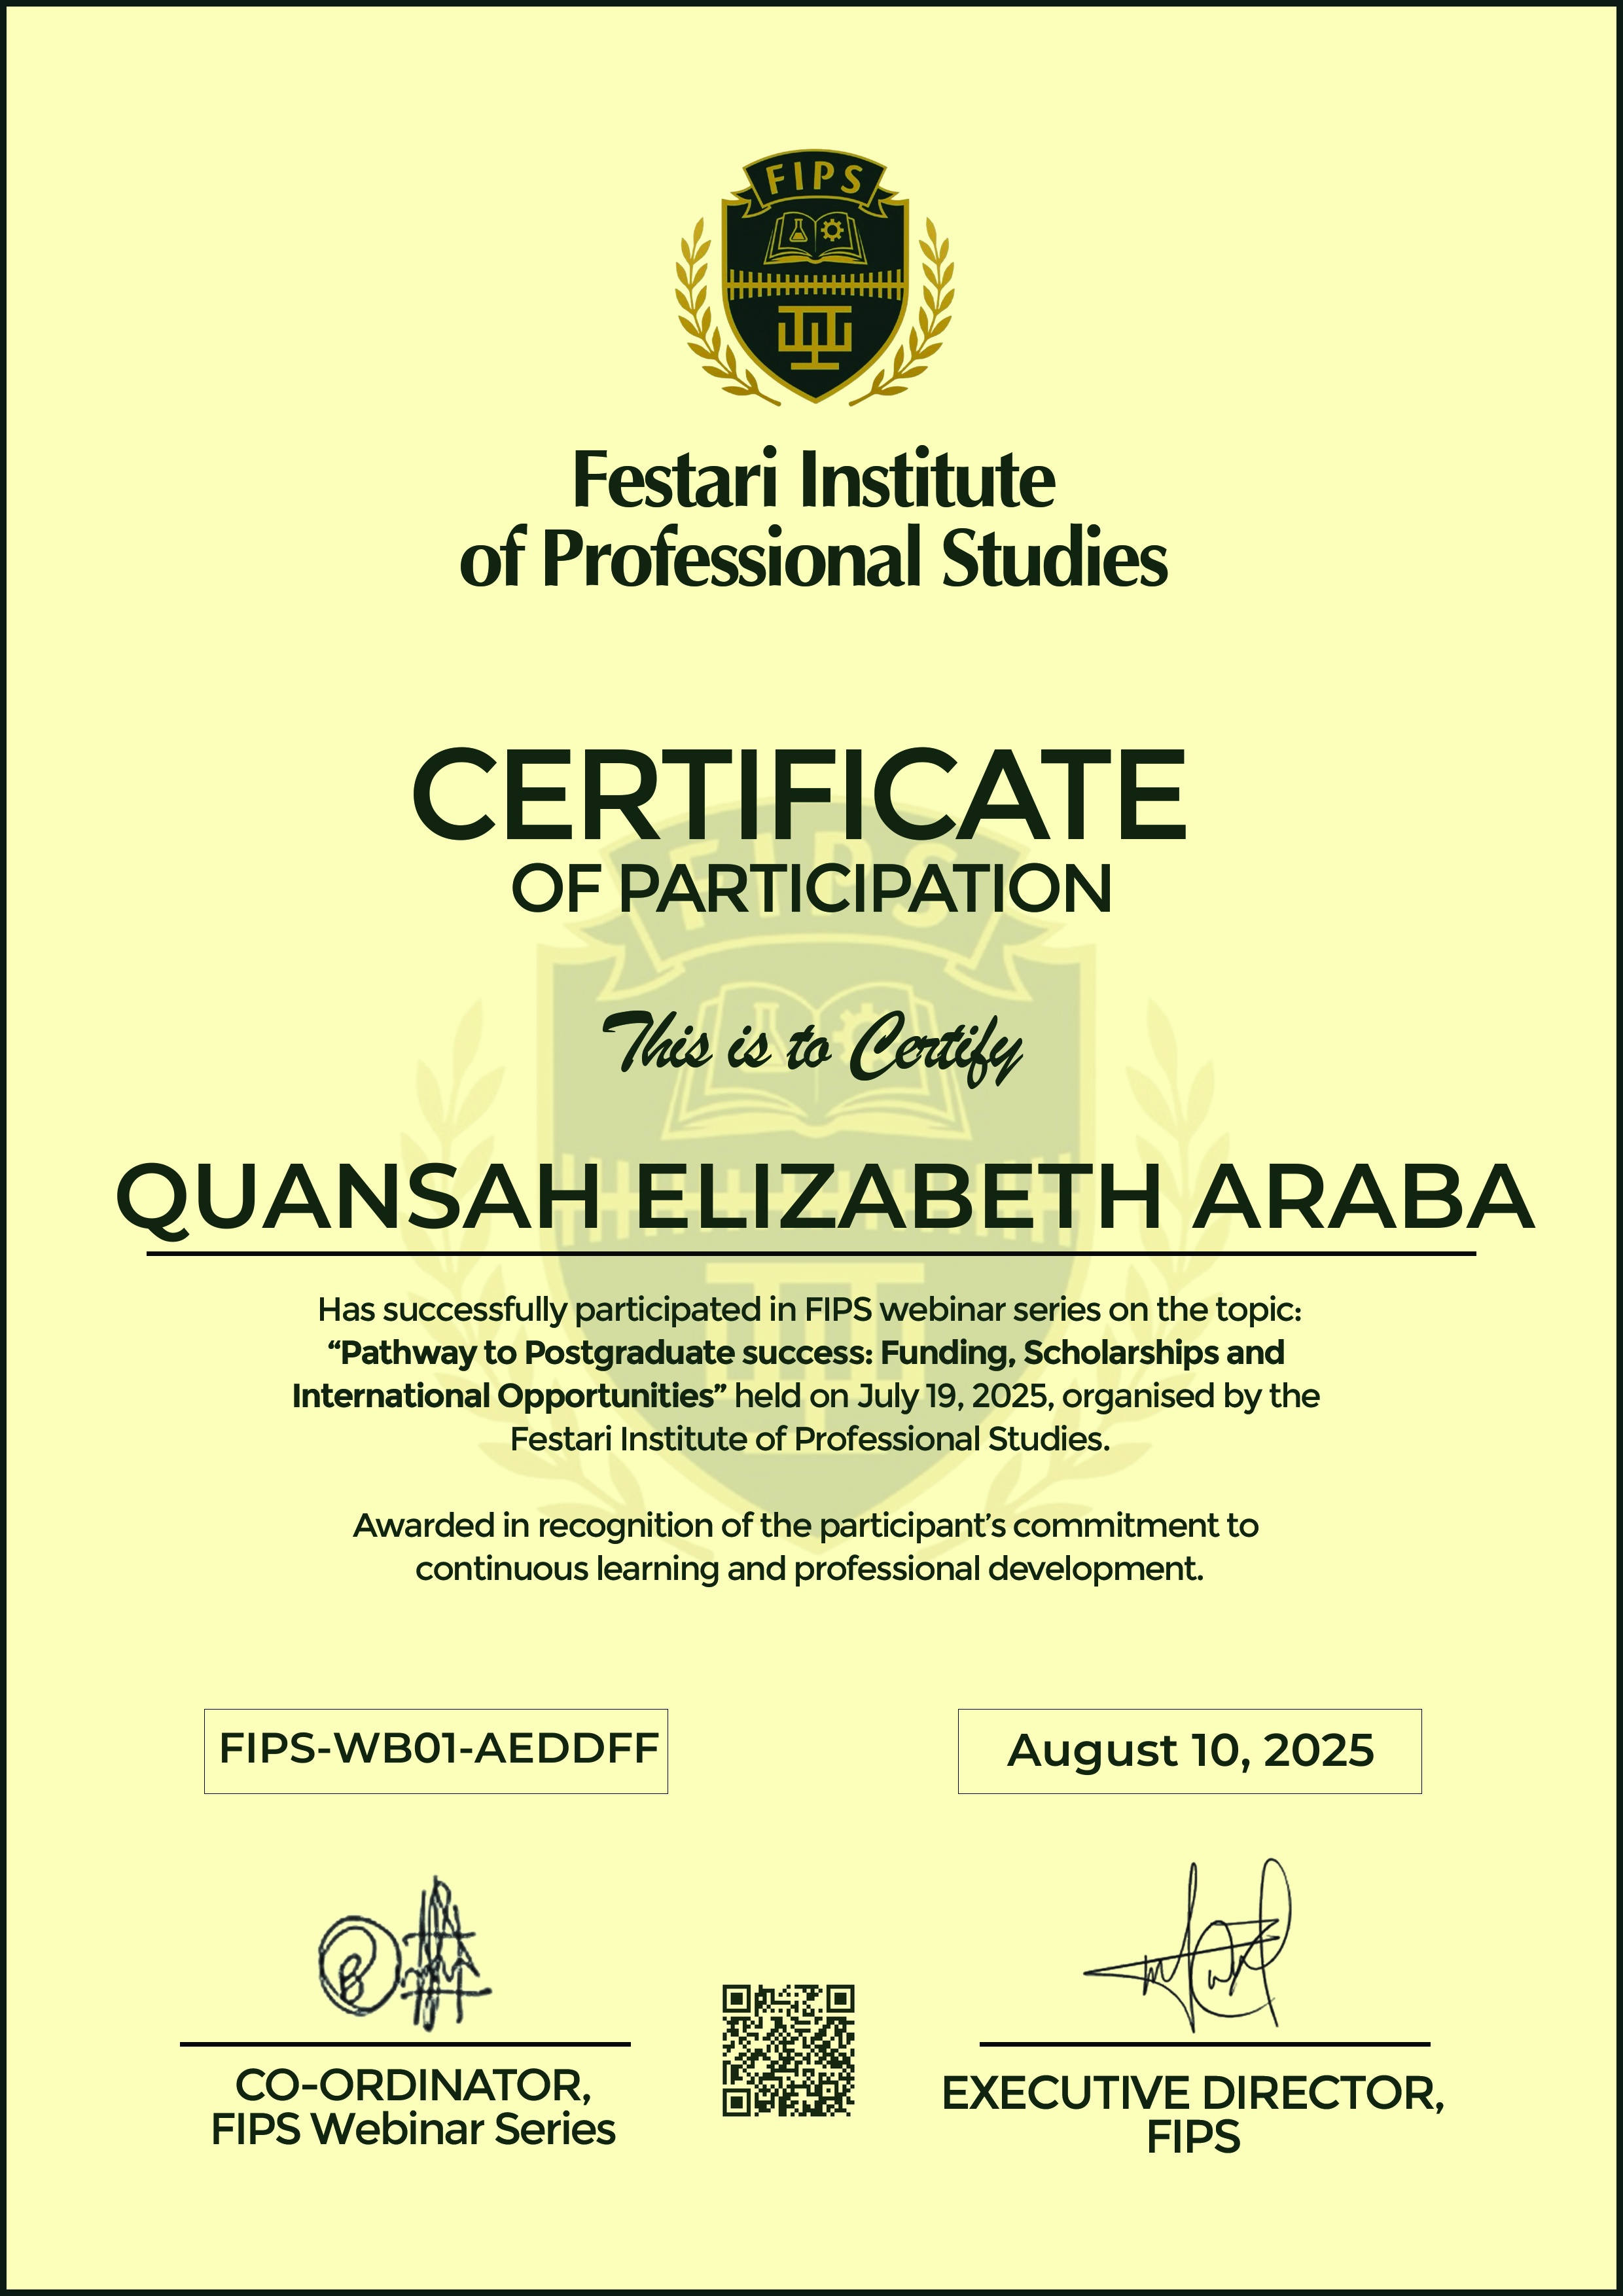 FIPS
Festari Institute
of Professional Studies
CERTIFICATE
OF PARTICIPATION
This is to Certify
QUANSAH ELIZABETH ARABA
Has successfully participated in FIPS webinar series on the topic:
“Pathway to Postgraduate success: Funding, Scholarships and
International Opportunities” held on July 19, 2025, organised by the
Festari Institute of Professional Studies.
Awarded in recognition of the participant’s commitment to
continuous learning and professional development.
FIPS-WB01-AEDDFF
August 10, 2025
CO-ORDINATOR,
FIPS Webinar Series
EXECUTIVE DIRECTOR,
FIPS